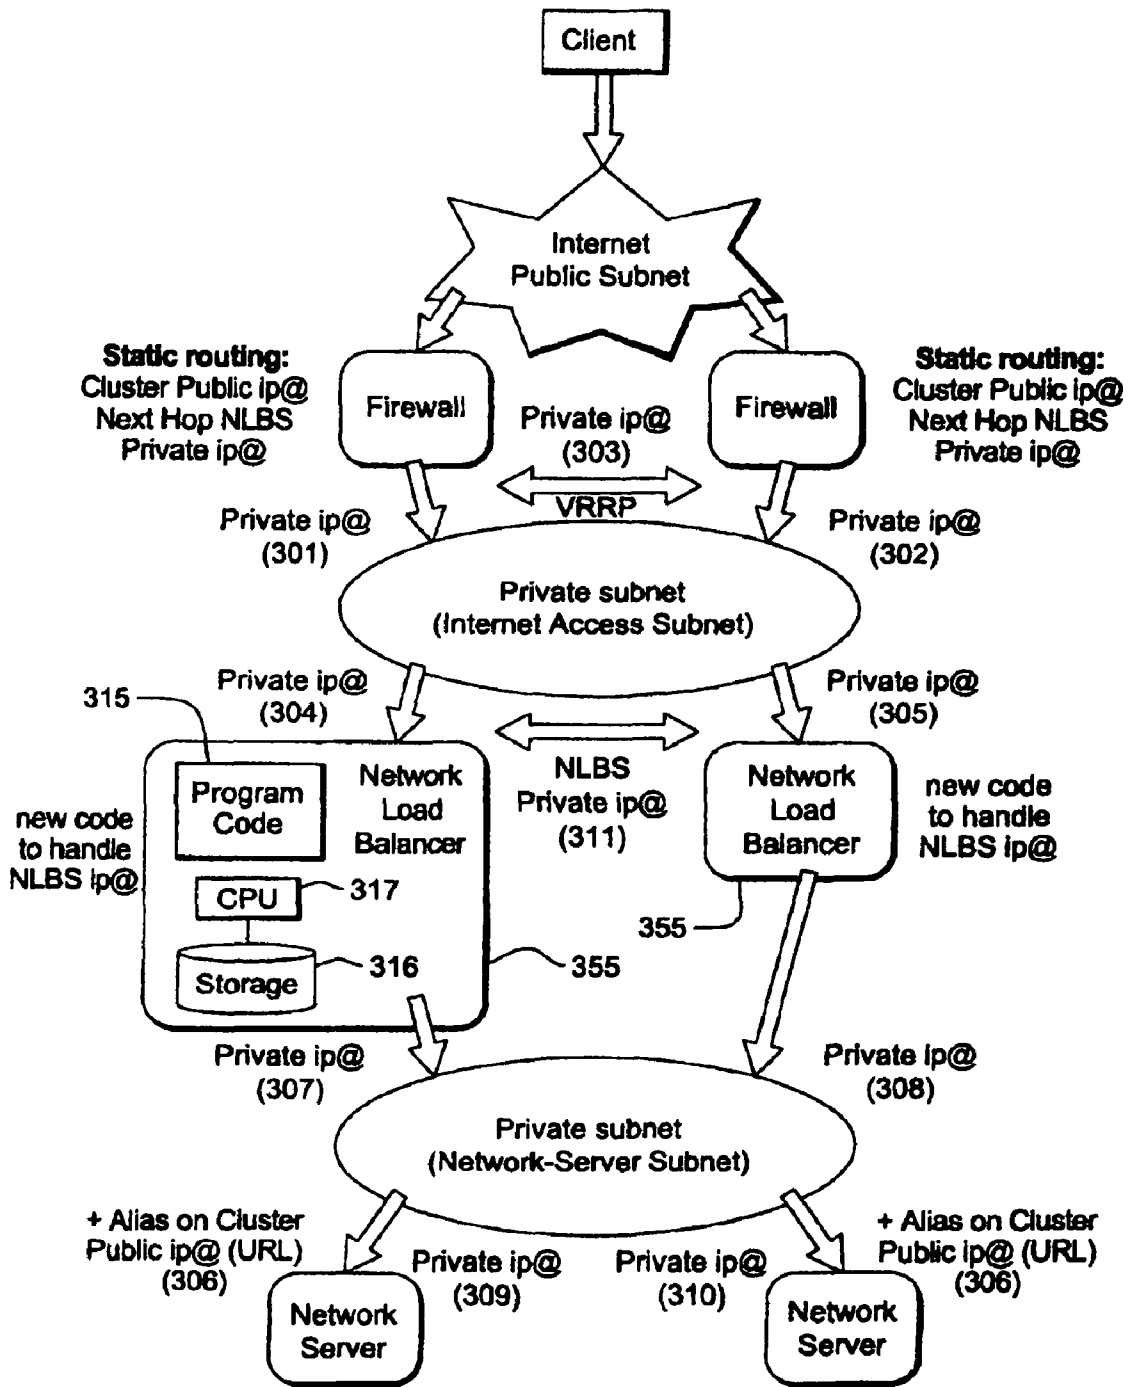 Client
Internet
Public Subnet
Static routing:
Cluster Public ip@
Next Hop NLBS
Private ip@
Firewall
Private ip@
(303)
VRRP
Firewall
Static routing:
Cluster Public ip@
Next Hop NLBS
Private ip@
Private ip@
(301)
Private ip@
(302)
Private subnet
(Internet Access Subnet)
Private ip@
(304)
Private ip@
(305)
315
Program
Code
Network
Load
Balancer
new code
to handle
NLBS ip@
CPU
317
Storage
316
355
NLBS
Private ip@
(311)
Network
Load
Balancer
new code
to handle
NLBS ip@
355
Private ip@
(307)
Private ip@
(308)
Private subnet
(Network-Server Subnet)
+ Alias on Cluster
Public ip@ (URL)
(306)
Private ip@
(309)
Private ip@
(310)
+ Alias on Cluster
Public ip@ (URL)
(306)
Network
Server
Network
Server